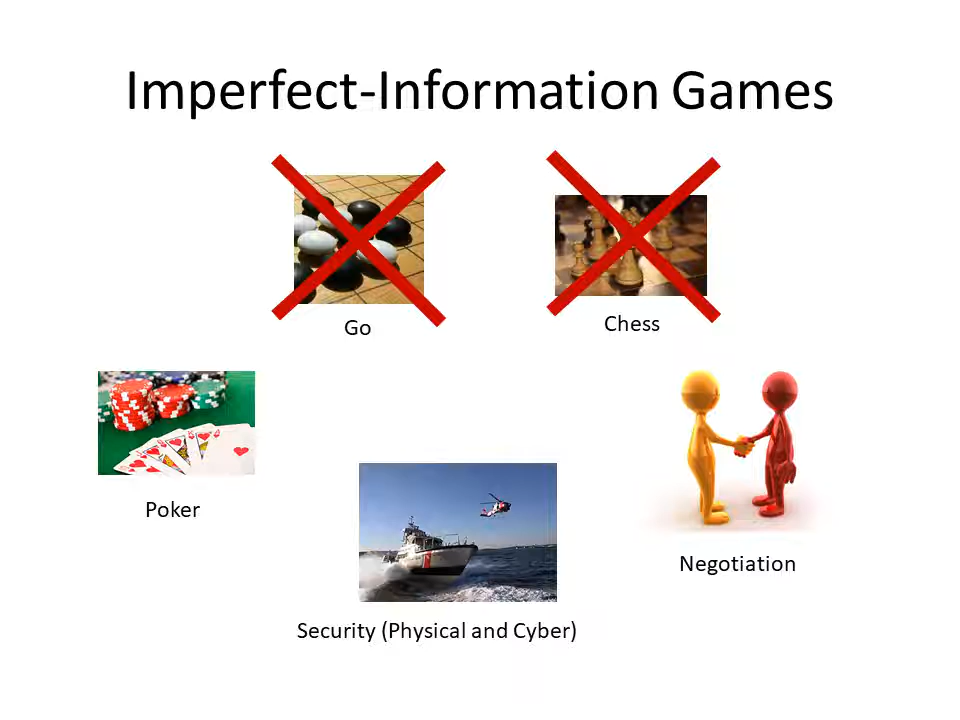 Imperfect-Information Games
Go
Chess
Poker
Negotiation
Security (Physical and Cyber)